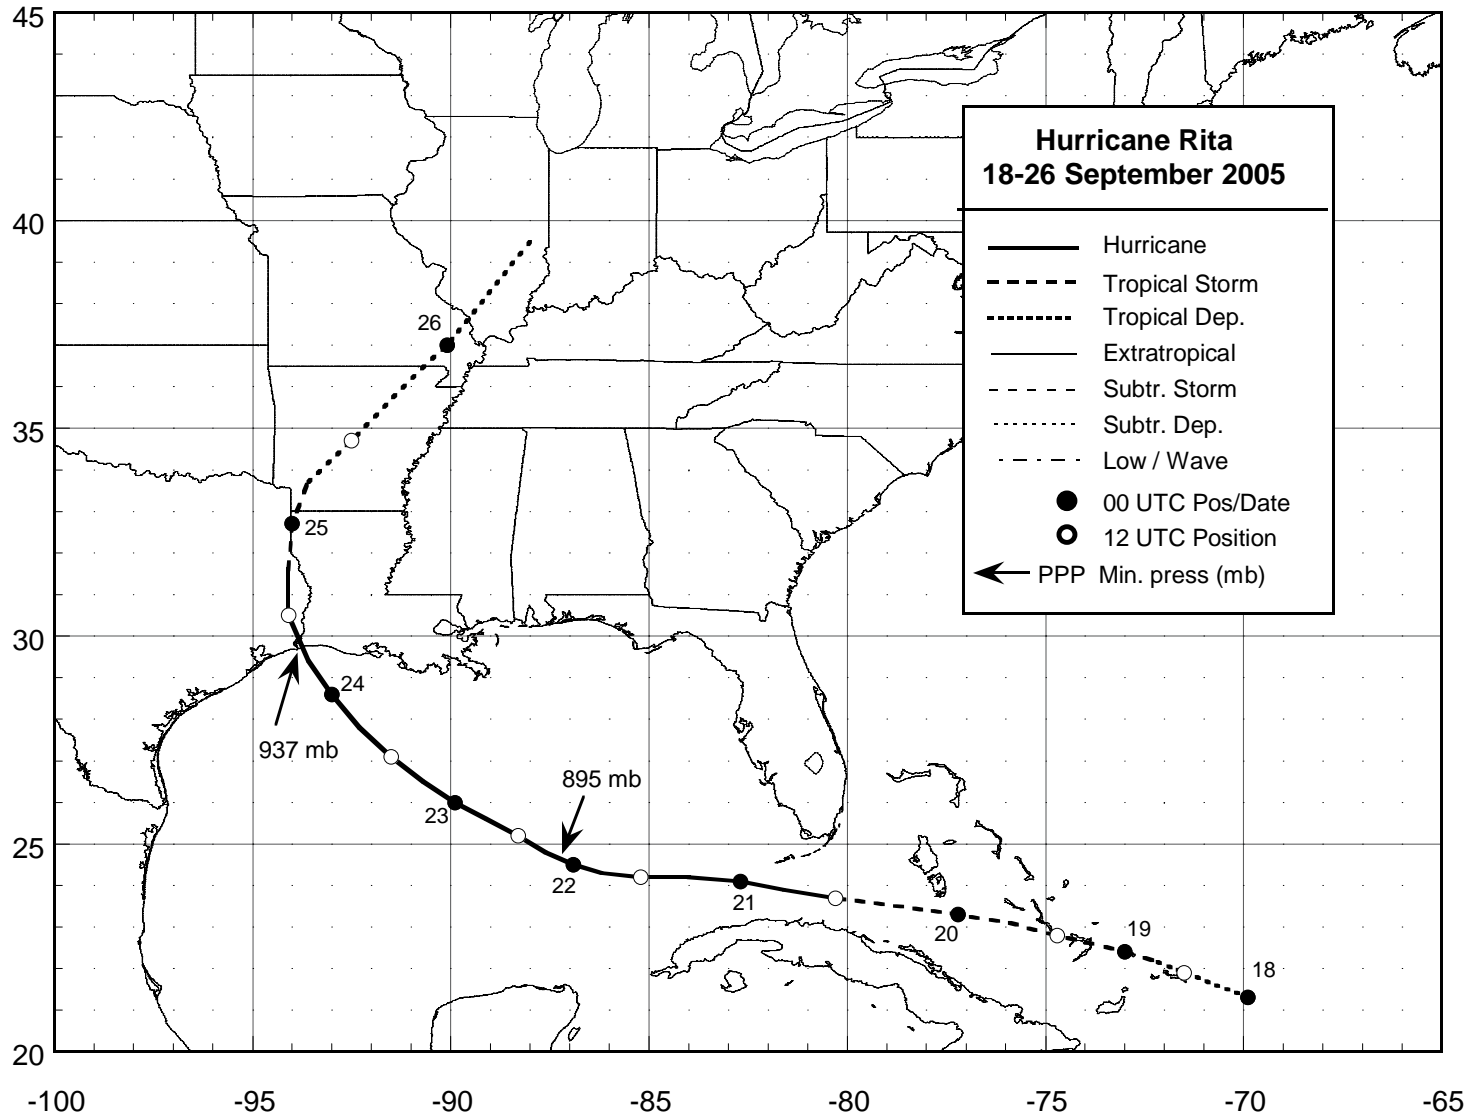 45
40
35
30
25
20
-100
-95
-90
-85
-80
-75
-70
-65
Hurricane Rita
18-26 September 2005
Hurricane
Tropical Storm
Tropical Dep.
Extratropical
Subtr. Storm
Subtr. Dep.
Low / Wave
00 UTC Pos/Date
12 UTC Position
PPP Min. press (mb)
26
25
24
937 mb
895 mb
23
22
21
20
19
18